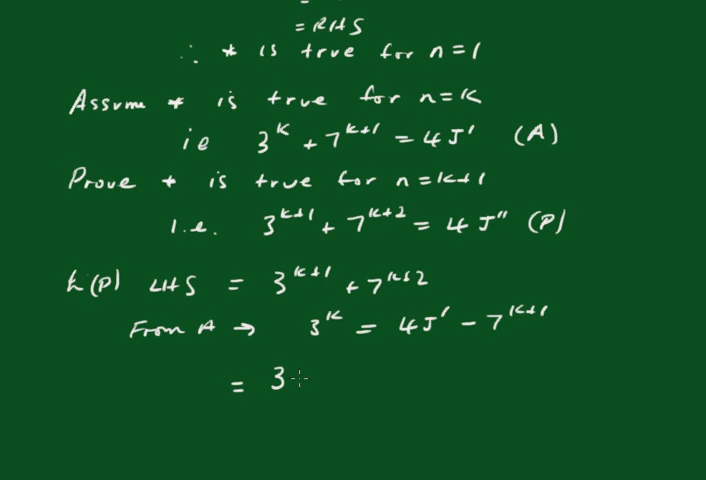 = RHS
∴ * is true for n=1
Assume * is true for n=K
ie 3^K + 7^{K+1} = 4J' (A)
Prove * is true for n=K+1
i.e. 3^{K+1} + 7^{K+2} = 4J'' (P)
(P) LHS = 3^{K+1} + 7^{K+2}
From A → 3^K = 4J' - 7^{K+1}
= 3